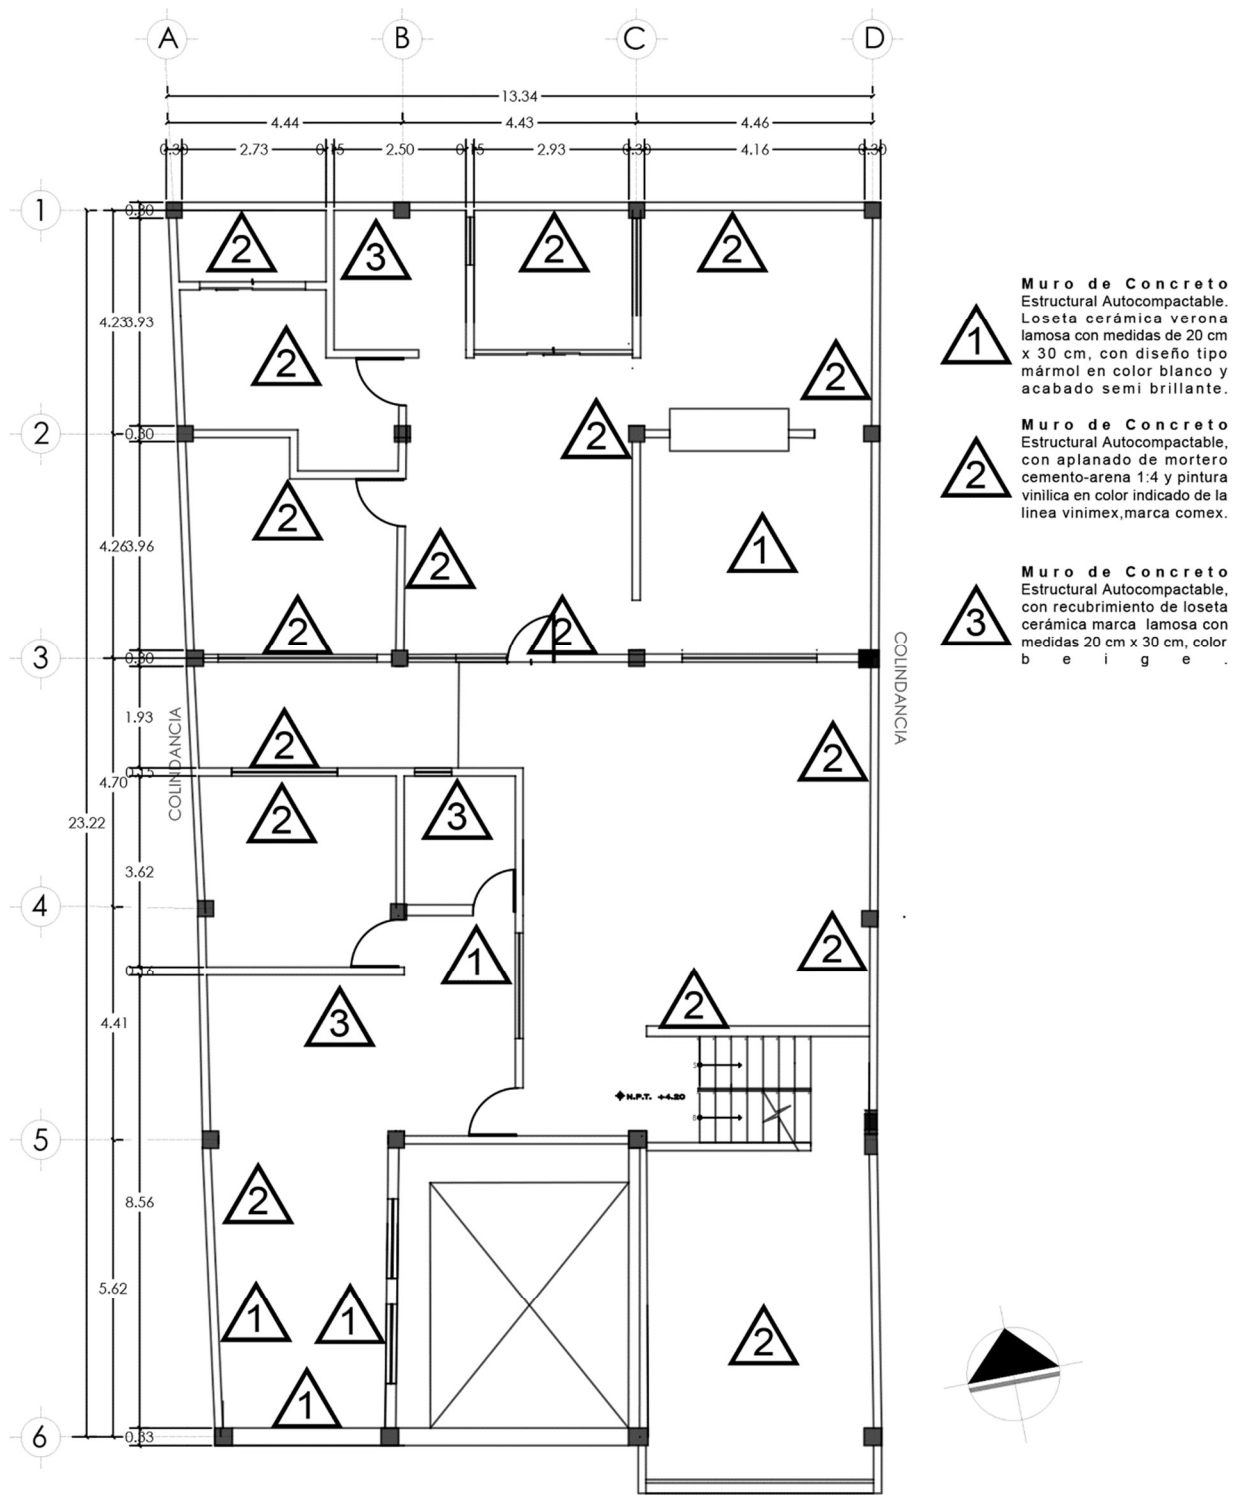 A B C D
13.34
4.44 4.43 4.46
0.30 2.73 0.15 2.50 0.15 2.93 0.30 4.16 0.30
1
0.30
2 3 2 2
4.23 3.93
2
2
2
2
0.30
2
1
4.26 3.96
2
2 2
3
0.30
COLINDANCIA
1.93
2
2
COLINDANCIA
4.70
23.22
2
3
3.62
4
2
1
2
3
4.41
N.P.T. +4.20
5
2
8.56
5.62
1 1
2
1
6
0.33
1
Muro de Concreto
Estructural Autocompactable.
Loseta cerámica verona
lamosa con medidas de 20 cm
x 30 cm, con diseño tipo
mármol en color blanco y
acabado semi brillante.
2
Muro de Concreto
Estructural Autocompactable,
con aplanado de mortero
cemento-arena 1:4 y pintura
vinìlica en color indicado de la
linea vinimex,marca comex.
3
Muro de Concreto
Estructural Autocompactable,
con recubrimiento de loseta
cerámica marca lamosa con
medidas 20 cm x 30 cm, color
beige.